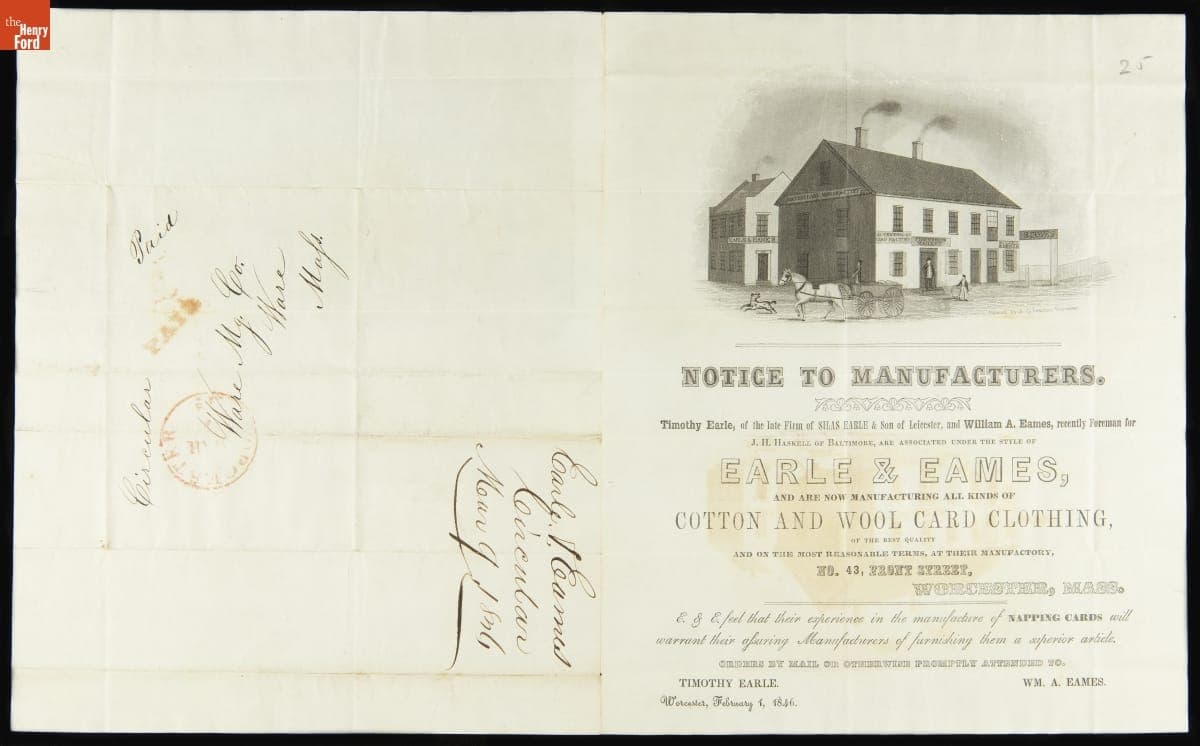 the
Henry
Ford
25
Paid
PAID
Ware Mg. Co.
Ware
Mass.
Circular
Earle & Eames
Circular
Mar 9 1846
EARLE & EAMES
NOTICE TO MANUFACTURERS.
Timothy Earle, of the late Firm of SILAS EARLE & Son of Leicester, and William A. Eames, recently Foreman for
J. H. HASKELL OF BALTIMORE, ARE ASSOCIATED UNDER THE STYLE OF
EARLE & EAMES,
AND ARE NOW MANUFACTURING ALL KINDS OF
COTTON AND WOOL CARD CLOTHING,
OF THE BEST QUALITY
AND ON THE MOST REASONABLE TERMS, AT THEIR MANUFACTORY,
NO. 43, FRONT STREET,
WORCESTER, MASS.
E. & E. feel that their experience in the manufacture of NAPPING CARDS will
warrant their assuring Manufacturers of furnishing them a superior article.
ORDERS BY MAIL OR OTHERWISE PROMPTLY ATTENDED TO.
TIMOTHY EARLE. WM. A. EAMES.
Worcester, February 1, 1846.